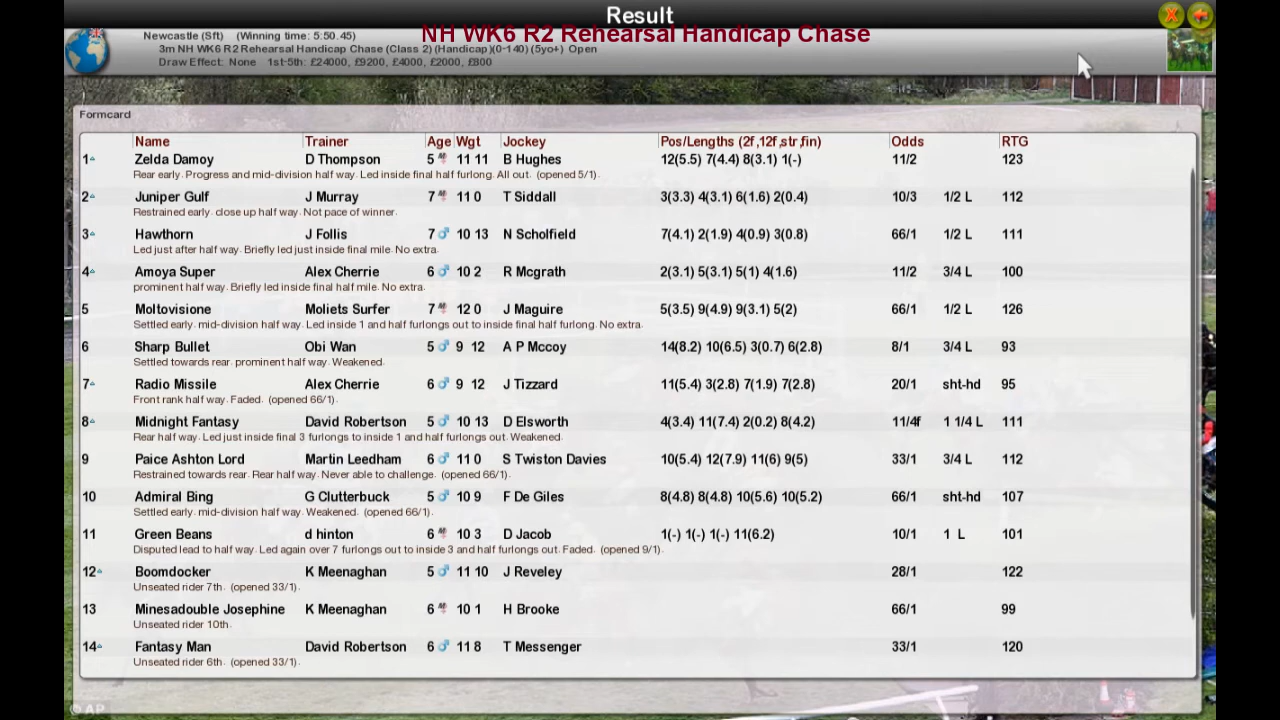 Result
NH WK6 R2 Rehearsal Handicap Chase
Newcastle (Sft) (Winning time: 5:50.45)
3m NH WK6 R2 Rehearsal Handicap Chase (Class 2) (Handicap)(0-140) (5yo+) Open
Draw Effect: None 1st-5th: £24000, £9200, £4000, £2000, £800
Formcard
Name Trainer Age Wgt Jockey Pos/Lengths (2f,12f,str,fin) Odds RTG
1 Zelda Damoy D Thompson 5 11 11 B Hughes 12(5.5) 7(4.4) 8(3.1) 1(-) 11/2 123
Rear early. Progress and mid-division half way. Led inside final half furlong. All out. (opened 5/1).
2 Juniper Gulf J Murray 7 11 0 T Siddall 3(3.3) 4(3.1) 6(1.6) 2(0.4) 10/3 1/2 L 112
Restrained early. close up half way. Not pace of winner.
3 Hawthorn J Follis 7 10 13 N Scholfield 7(4.1) 2(1.9) 4(0.9) 3(0.8) 66/1 1/2 L 111
Led just after half way. Briefly led just inside final mile. No extra.
4 Amoya Super Alex Cherrie 6 10 2 R Mcgrath 2(3.1) 5(3.1) 5(1) 4(1.6) 11/2 3/4 L 100
prominent half way. Briefly led inside final half mile. No extra.
5 Moltovisione Moliets Surfer 7 12 0 J Maguire 5(3.5) 9(4.9) 9(3.1) 5(2) 66/1 1/2 L 126
Settled early. mid-division half way. Led inside 1 and half furlongs out to inside final half furlong. No extra.
6 Sharp Bullet Obi Wan 5 9 12 A P Mccoy 14(8.2) 10(6.5) 3(0.7) 6(2.8) 8/1 3/4 L 93
Settled towards rear. prominent half way. Weakened.
7 Radio Missile Alex Cherrie 6 9 12 J Tizzard 11(5.4) 3(2.8) 7(1.9) 7(2.8) 20/1 sht-hd 95
Front rank half way. Faded. (opened 66/1).
8 Midnight Fantasy David Robertson 5 10 13 D Elsworth 4(3.4) 11(7.4) 2(0.2) 8(4.2) 11/4f 1 1/4 L 111
Rear half way. Led just inside final 3 furlongs to inside 1 and half furlongs out. Weakened.
9 Paice Ashton Lord Martin Leedham 6 11 0 S Twiston Davies 10(5.4) 12(7.9) 11(6) 9(5) 33/1 3/4 L 112
Restrained towards rear. Rear half way. Never able to challenge. (opened 66/1).
10 Admiral Bing G Clutterbuck 5 10 9 F De Giles 8(4.8) 8(4.8) 10(5.6) 10(5.2) 66/1 sht-hd 107
Settled early. mid-division half way. Weakened. (opened 66/1).
11 Green Beans d hinton 6 10 3 D Jacob 1(-) 1(-) 1(-) 11(6.2) 10/1 1 L 101
Disputed lead to half way. Led again over 7 furlongs out to inside 3 and half furlongs out. Faded. (opened 9/1).
12 Boomdocker K Meenaghan 5 11 10 J Reveley 28/1 122
Unseated rider 7th. (opened 33/1).
13 Minesadouble Josephine K Meenaghan 6 10 1 H Brooke 66/1 99
Unseated rider 10th.
14 Fantasy Man David Robertson 6 11 8 T Messenger 33/1 120
Unseated rider 6th. (opened 33/1).
© AP